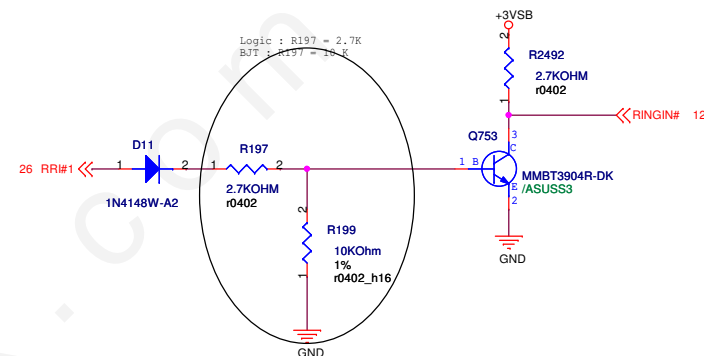 +3VSB
2
R2492
2.7KOHM
r0402
1
Logic : R197 = 2.7K
BJT : R197 = 10 K
RINGIN# 12
Q753
3
C
D11
R197
26 RRI#1
1
2
1
2
1 B
2.7KOHM
r0402
1N4148W-A2
MMBT3904R-DK
E
/ASUSS3
2
2
R199
10KOhm
1%
r0402_h16
1
GND
GND
.com